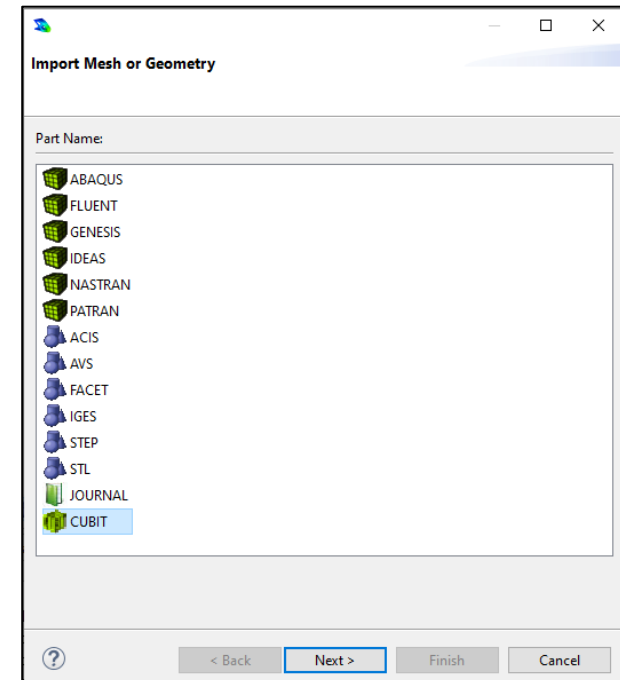 Import Mesh or Geometry
Part Name:
ABAQUS
FLUENT
GENESIS
IDEAS
NASTRAN
PATRAN
ACIS
AVS
FACET
IGES
STEP
STL
JOURNAL
CUBIT
? < Back Next > Finish Cancel